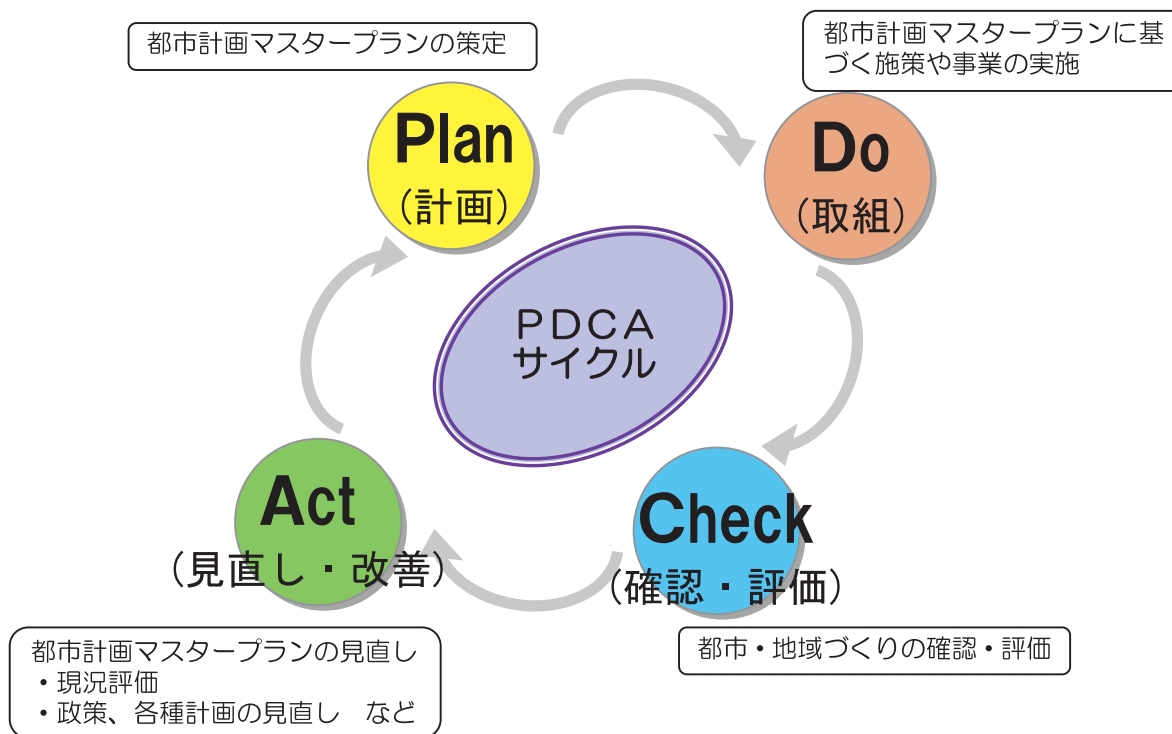 都市計画マスタープランの策定
都市計画マスタープランに基
づく施策や事業の実施
Plan
(計画)
Do
(取組)
PDCA
サイクル
Act
(見直し・改善)
Check
(確認・評価)
都市計画マスタープランの見直し
・現況評価
・政策、各種計画の見直し　など
都市・地域づくりの確認・評価